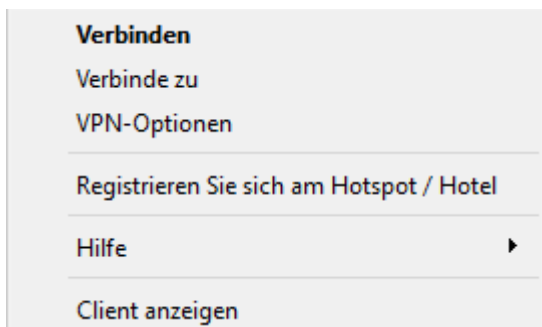 Verbinden
Verbinde zu
VPN-Optionen
Registrieren Sie sich am Hotspot / Hotel
Hilfe
Client anzeigen